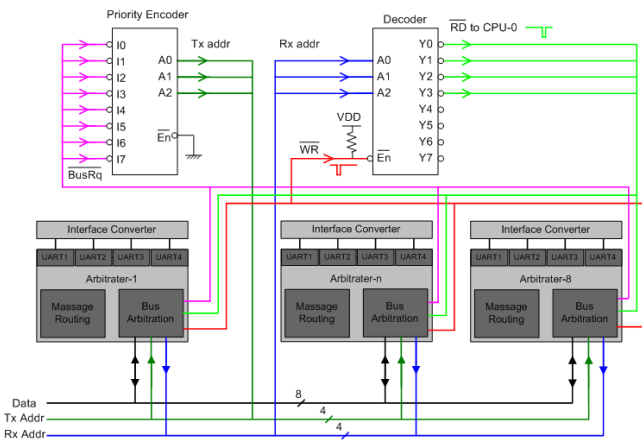 Priority Encoder
Decoder
RD to CPU-0
Tx addr
Rx addr
I0
I1
I2
I3
I4
I5
I6
I7
A0
A1
A2
En
BusRq
A0
A1
A2
En
VDD
WR
Y0
Y1
Y2
Y3
Y4
Y5
Y6
Y7
Interface Converter
UART1 UART2 UART3 UART4
Arbitrater-1
Massage Routing
Bus Arbitration
Interface Converter
UART1 UART2 UART3 UART4
Arbitrater-n
Massage Routing
Bus Arbitration
Interface Converter
UART1 UART2 UART3 UART4
Arbitrater-8
Massage Routing
Bus Arbitration
Data
8
Tx Addr
4
Rx Addr
4